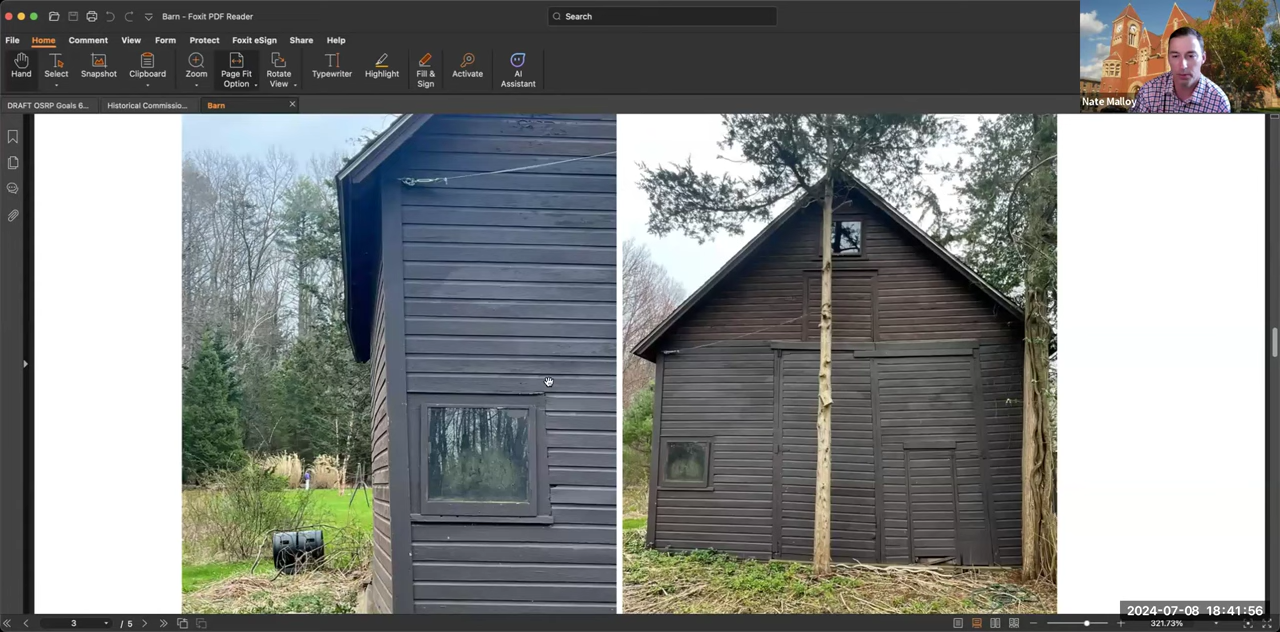 Barn - Foxit PDF Reader
Search
File Home Comment View Form Protect Foxit eSign Share Help
Hand Select Snapshot Clipboard Zoom Page Fit Option Rotate View Typewriter Highlight Fill & Sign Activate AI Assistant
Nate Malloy
DRAFT OSRP Goals 6... Historical Commissio... Barn
3 / 5
2024-07-08 18:41:56
321.73%